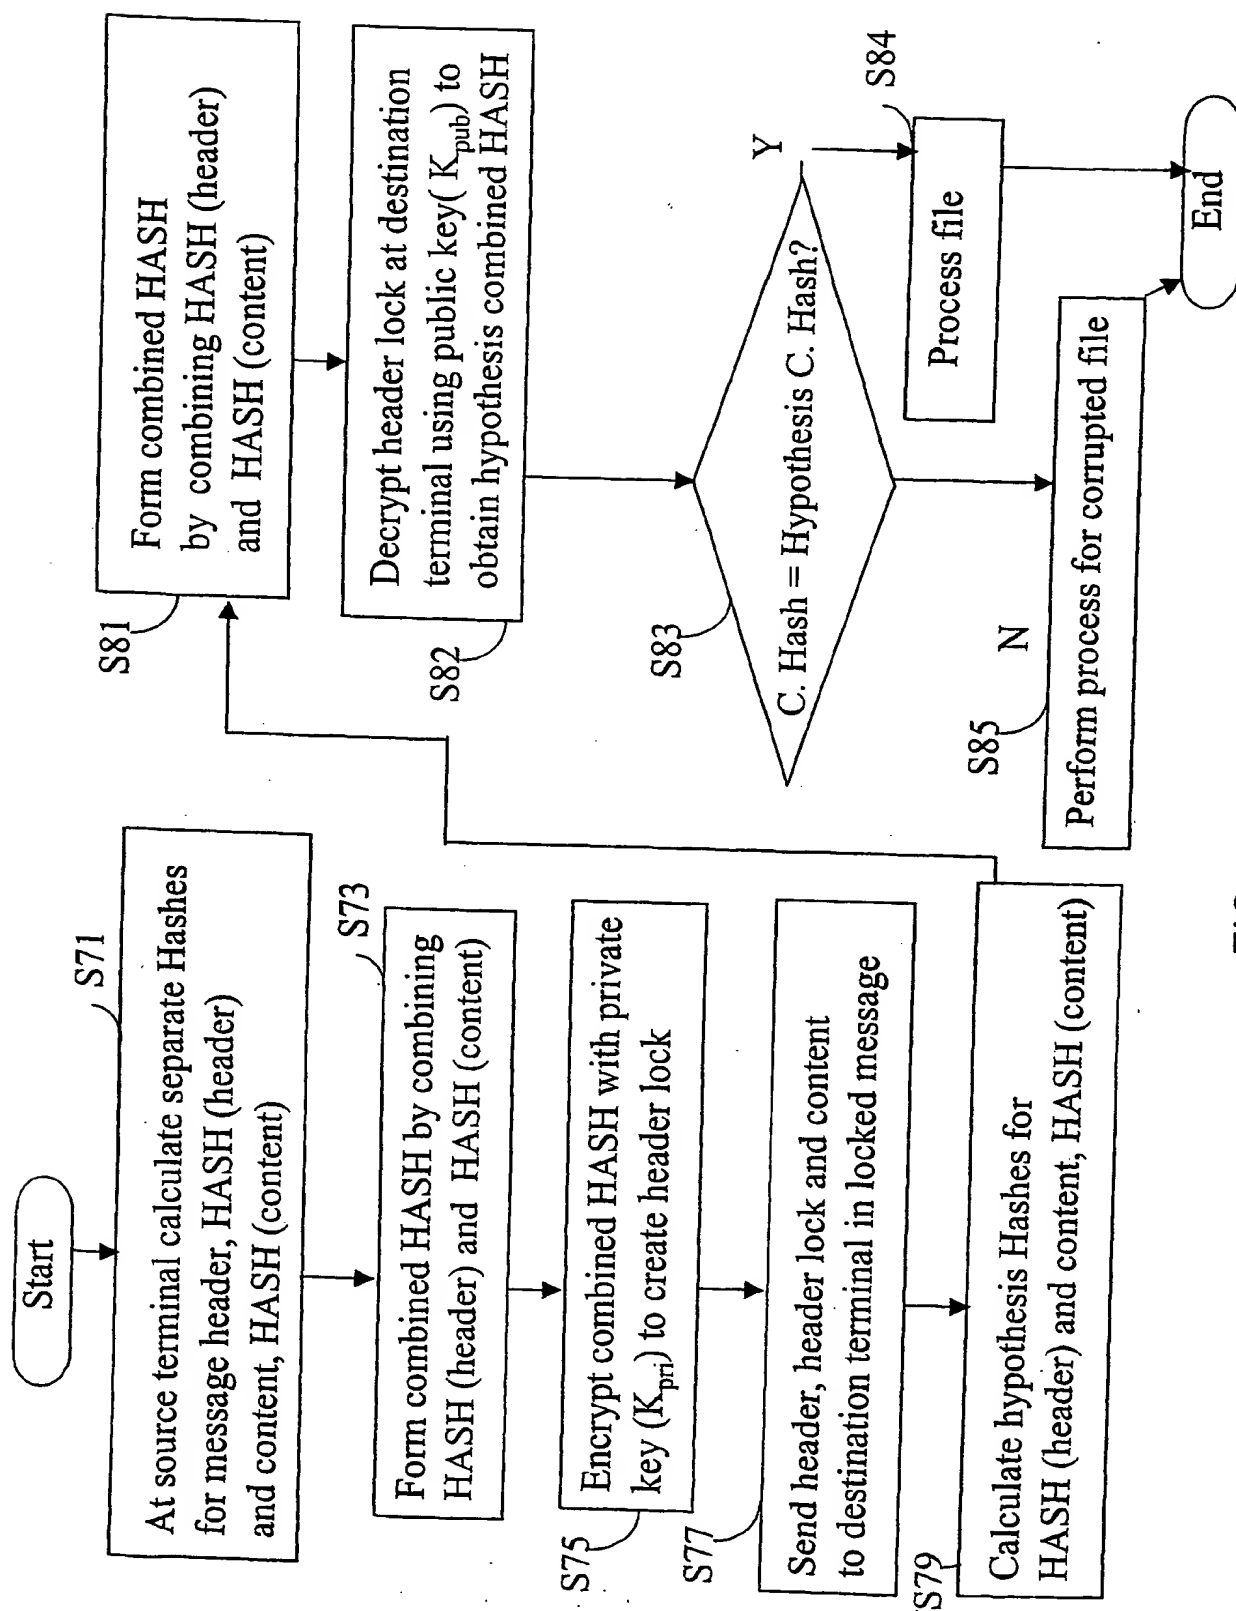 Start
S71
At source terminal calculate separate Hashes
for message header, HASH (header)
and content, HASH (content)
S73
Form combined HASH by combining
HASH (header) and HASH (content)
S75
Encrypt combined HASH with private
key (Kpri) to create header lock
S77
Send header, header lock and content
to destination terminal in locked message
S79
Calculate hypothesis Hashes for
HASH (header) and content, HASH (content)
S81
Form combined HASH
by combining HASH (header)
and HASH (content)
S82
Decrypt header lock at destination
terminal using public key( Kpub) to
obtain hypothesis combined HASH
S83
C. Hash = Hypothesis C. Hash?
Y
S84
Process file
N
S85
Perform process for corrupted file
End